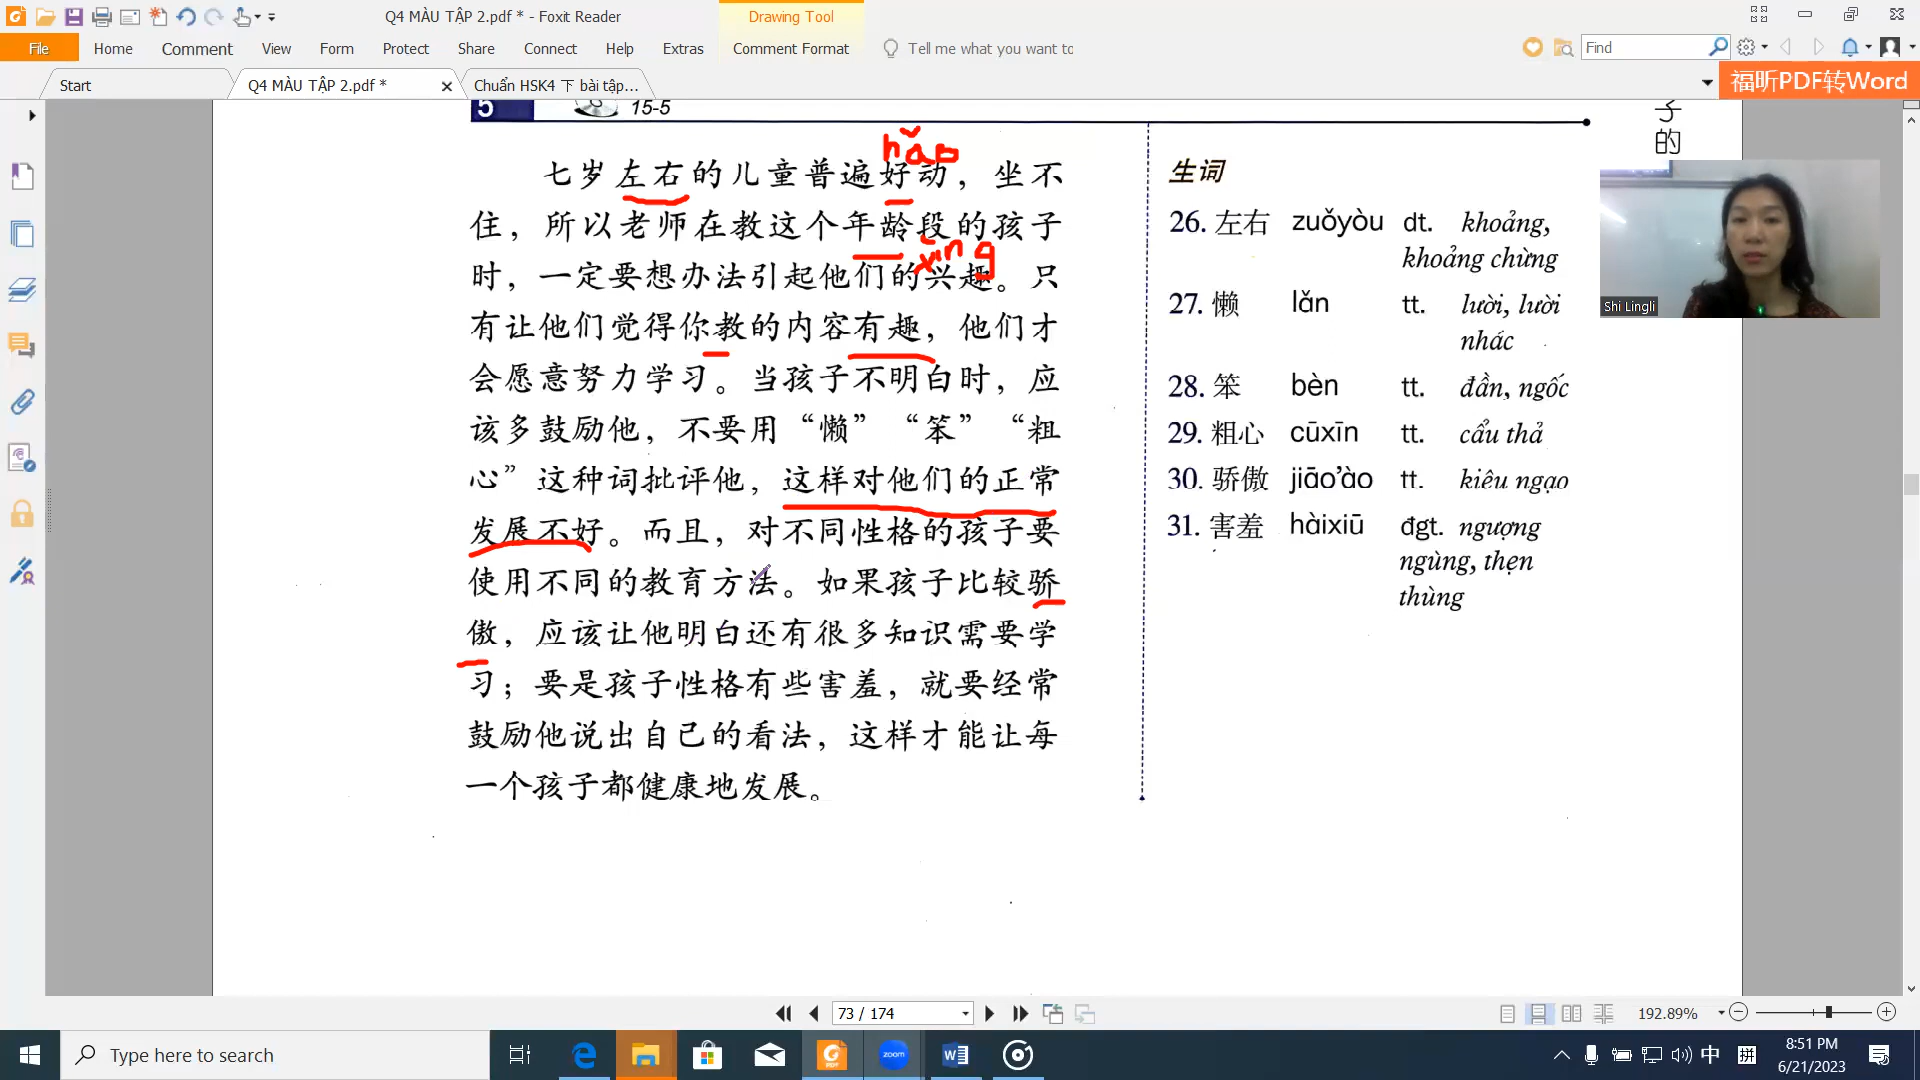 Q4 MÀU TẬP 2.pdf * - Foxit Reader
Drawing Tool
File
Home
Comment
View
Form
Protect
Share
Connect
Help
Extras
Comment Format
Tell me what you want to
Find
Start
Q4 MÀU TẬP 2.pdf *
Chuẩn HSK4 下 bài tập...
福昕PDF转Word
5
15-5
子的
hǎo
七岁左右的儿童普遍好动，坐不
住，所以老师在教这个年龄段的孩子
xìng
时，一定要想办法引起他们的兴趣。只
有让他们觉得你教的内容有趣，他们才
会愿意努力学习。当孩子不明白时，应
该多鼓励他，不要用“懒”“笨”“粗
心”这种词批评他，这样对他们的正常
发展不好。而且，对不同性格的孩子要
使用不同的教育方法。如果孩子比较骄
傲，应该让他明白还有很多知识需要学
习；要是孩子性格有些害羞，就要经常
鼓励他说出自己的看法，这样才能让每
一个孩子都健康地发展。
生词
26. 左右 zuǒyòu dt. khoảng,
khoảng chừng
27. 懒 lǎn tt. lười, lười
nhác
28. 笨 bèn tt. đần, ngốc
29. 粗心 cūxīn tt. cẩu thả
30. 骄傲 jiāo’ào tt. kiêu ngạo
31. 害羞 hàixiū đgt. ngượng
ngùng, thẹn
thùng
Shi Lingli
73 / 174
192.89%
Type here to search
zoom
中
拼
8:51 PM
6/21/2023